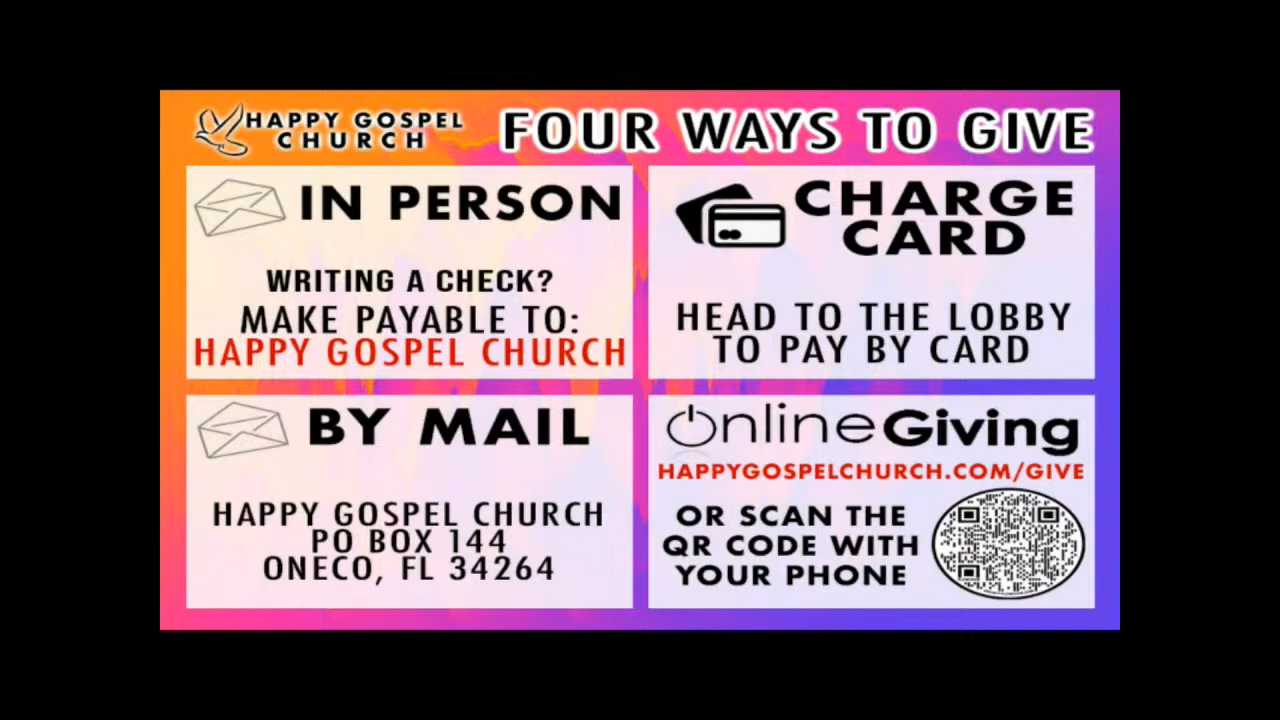 HAPPY GOSPEL
CHURCH
FOUR WAYS TO GIVE
IN PERSON
WRITING A CHECK?
MAKE PAYABLE TO:
HAPPY GOSPEL CHURCH
CHARGE
CARD
HEAD TO THE LOBBY
TO PAY BY CARD
BY MAIL
HAPPY GOSPEL CHURCH
PO BOX 144
ONECO, FL 34264
OnlineGiving
HAPPYGOSPELCHURCH.COM/GIVE
OR SCAN THE
QR CODE WITH
YOUR PHONE